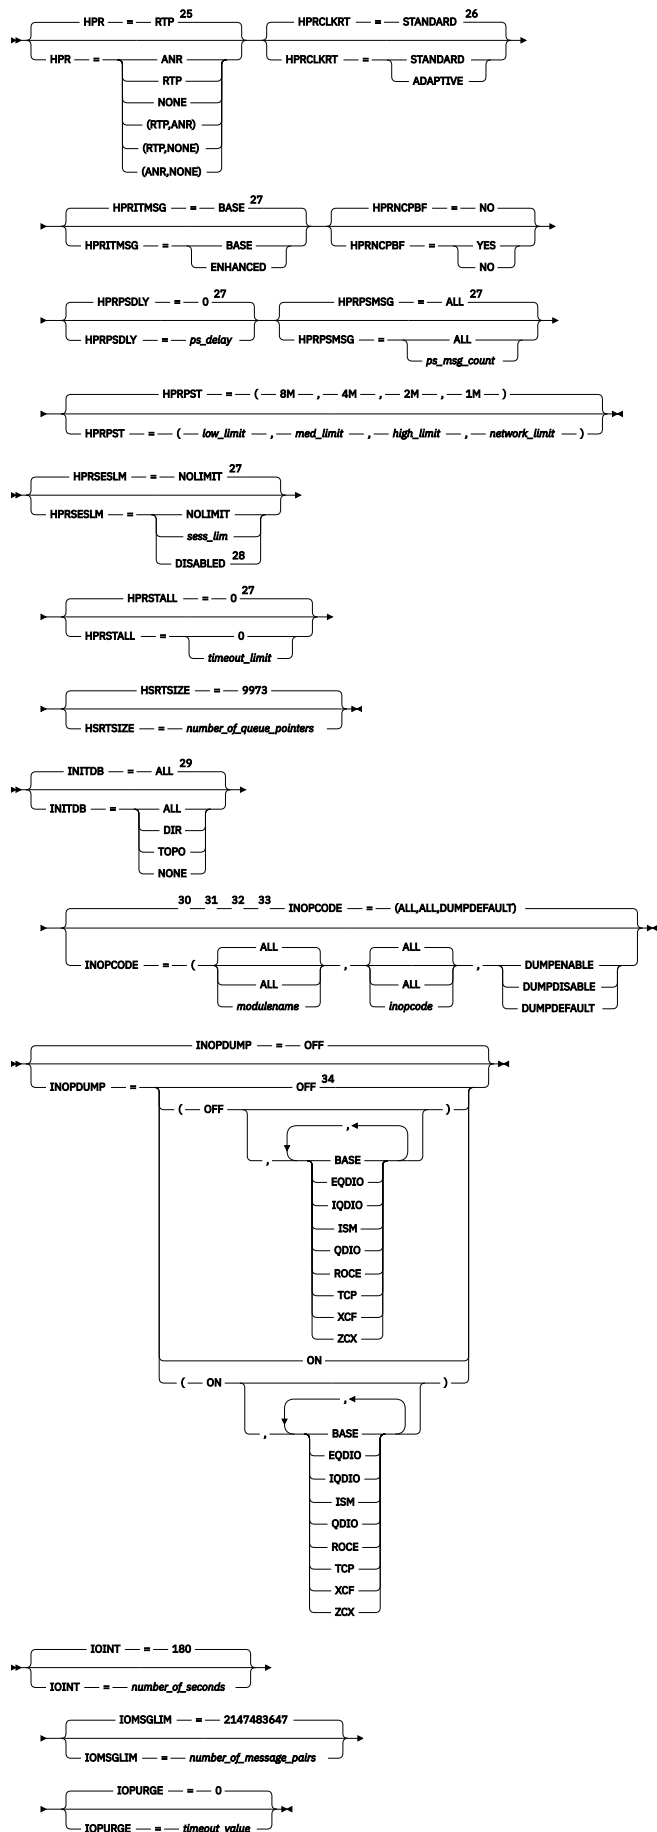 HPR = RTP 25 HPRCLKRT = STANDARD 26
HPR = ANR HPRCLKRT = STANDARD
RTP ADAPTIVE
NONE
(RTP,ANR)
(RTP,NONE)
(ANR,NONE)
HPRITMSG = BASE 27 HPRNCPBF = NO
HPRITMSG = BASE HPRNCPBF = YES
ENHANCED NO
HPRPSDLY = 0 27 HPRPSMSG = ALL 27
HPRPSDLY = ps_delay HPRPSMSG = ALL
ps_msg_count
HPRPST = ( 8M , 4M , 2M , 1M )
HPRPST = ( low_limit , med_limit , high_limit , network_limit )
HPRSESLM = NOLIMIT 27
HPRSESLM = NOLIMIT
sess_lim
DISABLED 28
HPRSTALL = 0 27
HPRSTALL = 0
timeout_limit
HSRTSIZE = 9973
HSRTSIZE = number_of_queue_pointers
INITDB = ALL 29
INITDB = ALL
DIR
TOPO
NONE
30 31 32 33 INOPCODE = (ALL,ALL,DUMPDEFAULT)
ALL ALL
INOPCODE = ( , , DUMPENABLE )
ALL ALL DUMPDISABLE
modulename inopcode DUMPDEFAULT
INOPDUMP = OFF
INOPDUMP = OFF 34
( OFF )
,
, BASE
EQDIO
IQDIO
ISM
QDIO
ROCE
TCP
XCF
ZCX
ON
( ON )
,
, BASE
EQDIO
IQDIO
ISM
QDIO
ROCE
TCP
XCF
ZCX
IOINT = 180
IOINT = number_of_seconds
IOMSGLIM = 2147483647
IOMSGLIM = number_of_message_pairs
IOPURGE = 0
IOPURGE = timeout_value